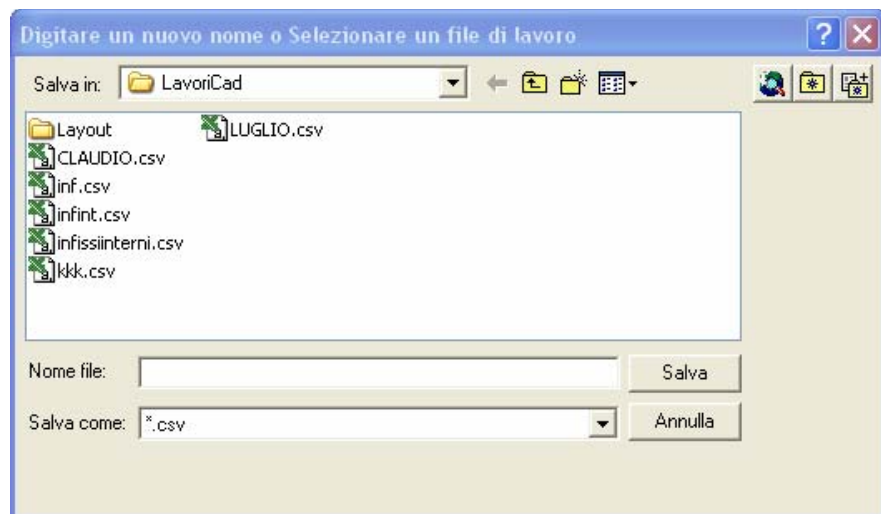 Digitare un nuovo nome o Selezionare un file di lavoro
Salva in: LavoriCad
Layout
CLAUDIO.csv
inf.csv
infint.csv
infissiinterni.csv
kkk.csv
LUGLIO.csv
Nome file:
Salva
Salva come: *.csv
Annulla